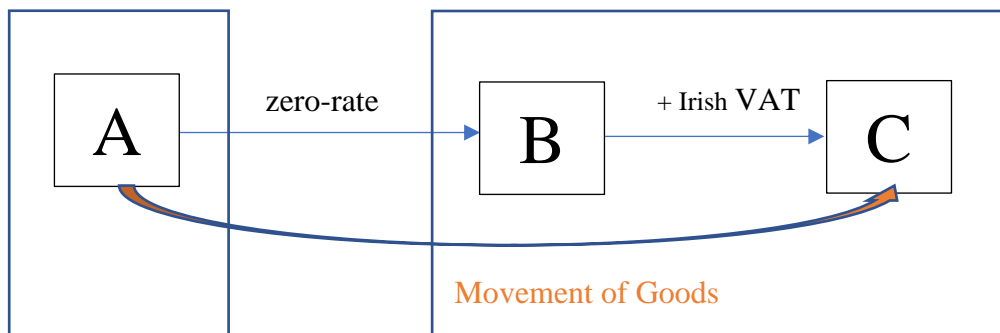 zero-rate
+ Irish VAT
A
B
C
Movement of Goods